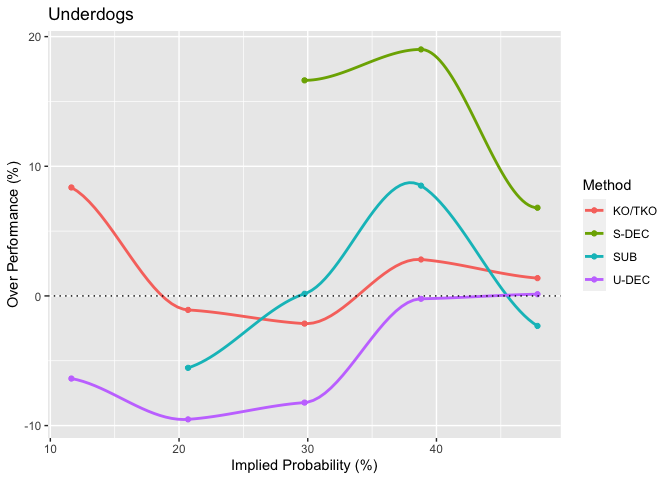 Underdogs
Over Performance (%)
20
10
0
-10
10
20
30
40
Implied Probability (%)
Method
KO/TKO
S-DEC
SUB
U-DEC